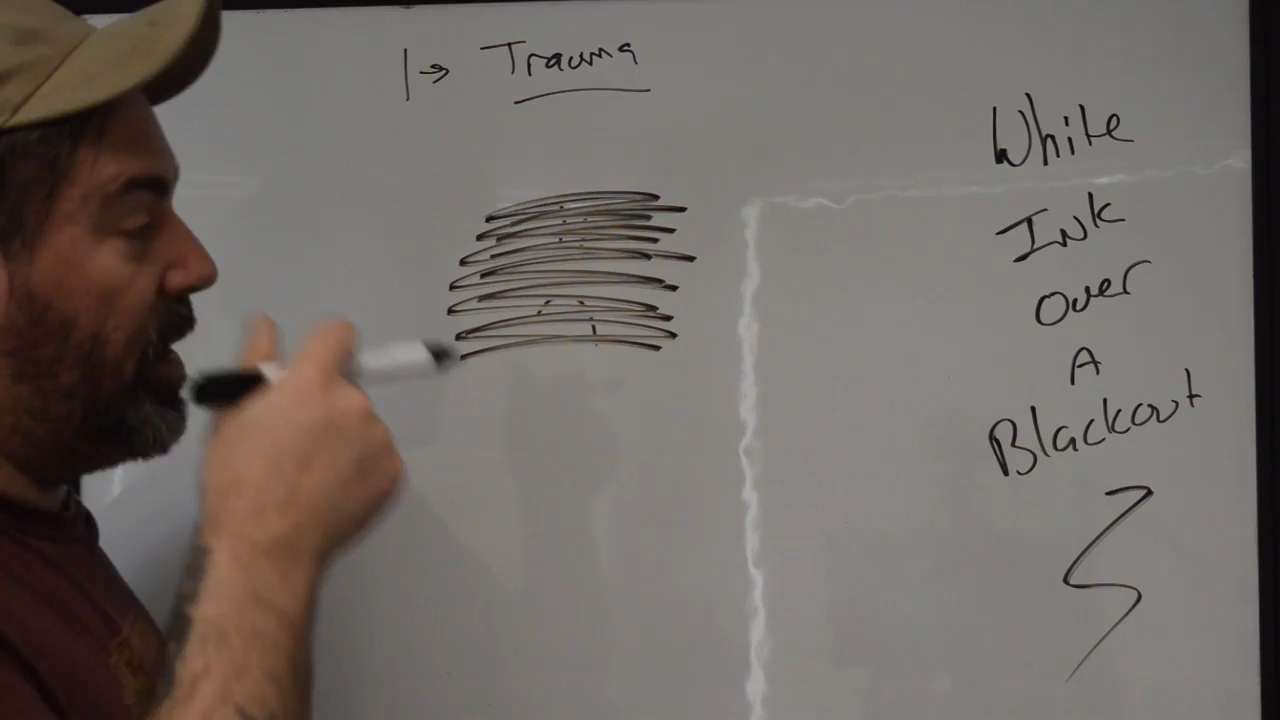 1→ Trauma
White
Ink
Over
A
Blackout